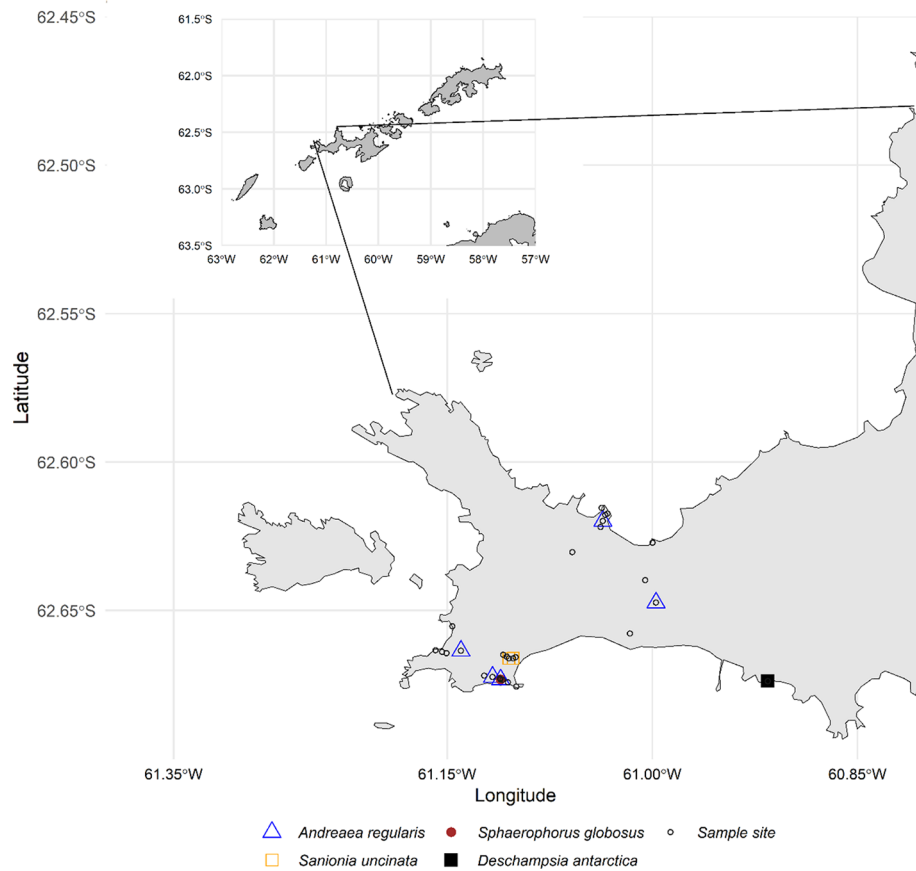 62.45°S
62.50°S
62.55°S
62.60°S
62.65°S
Latitude
61.5°S
62.0°S
62.5°S
63.0°S
63.5°S
63°W 62°W 61°W 60°W 59°W 58°W 57°W
61.35°W 61.15°W 61.00°W 60.85°W
Longitude
Andreaea regularis Sphaerophorus globosus Sample site
Sanionia uncinata Deschampsia antarctica